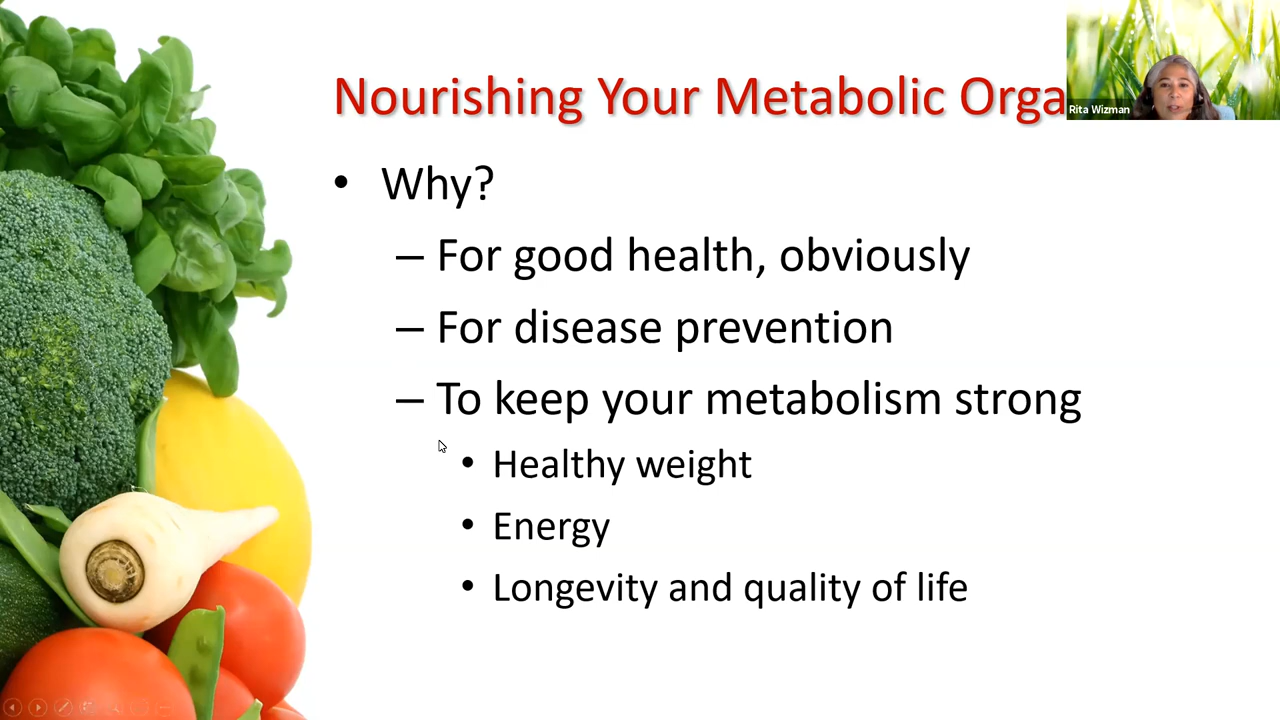 Nourishing Your Metabolic Orga
Rita Wizman
• Why?
– For good health, obviously
– For disease prevention
– To keep your metabolism strong
• Healthy weight
• Energy
• Longevity and quality of life